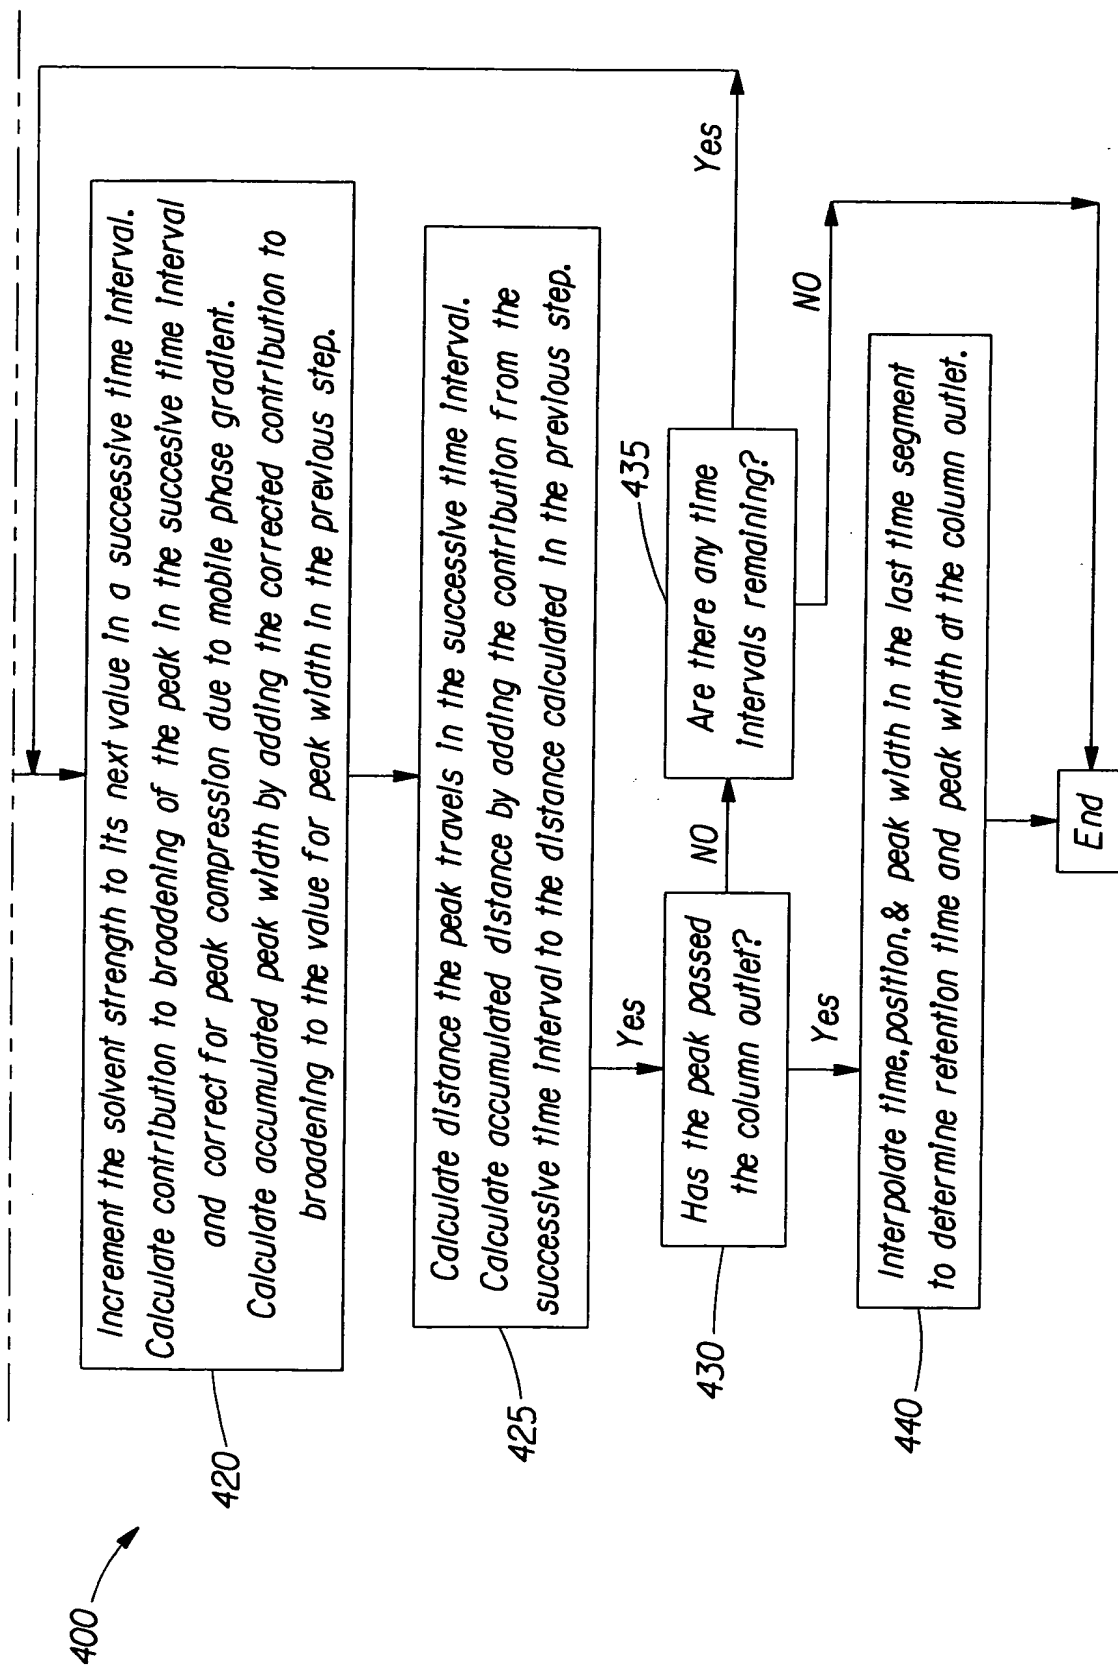 400
420
Increment the solvent strength to its next value in a successive time interval.
Calculate contribution to broadening of the peak in the succesive time interval
and correct for peak compression due to mobile phase gradient.
Calculate accumulated peak width by adding the corrected contribution to
broadening to the value for peak width in the previous step.
425
Calculate distance the peak travels in the successive time interval.
Calculate accumulated distance by adding the contribution from the
successive time interval to the distance calculated in the previous step.
Yes
430
Has the peak passed
the column outlet?
NO
435
Are there any time
intervals remaining?
Yes
NO
Yes
440
Interpolate time, position, & peak width in the last time segment
to determine retention time and peak width at the column outlet.
End